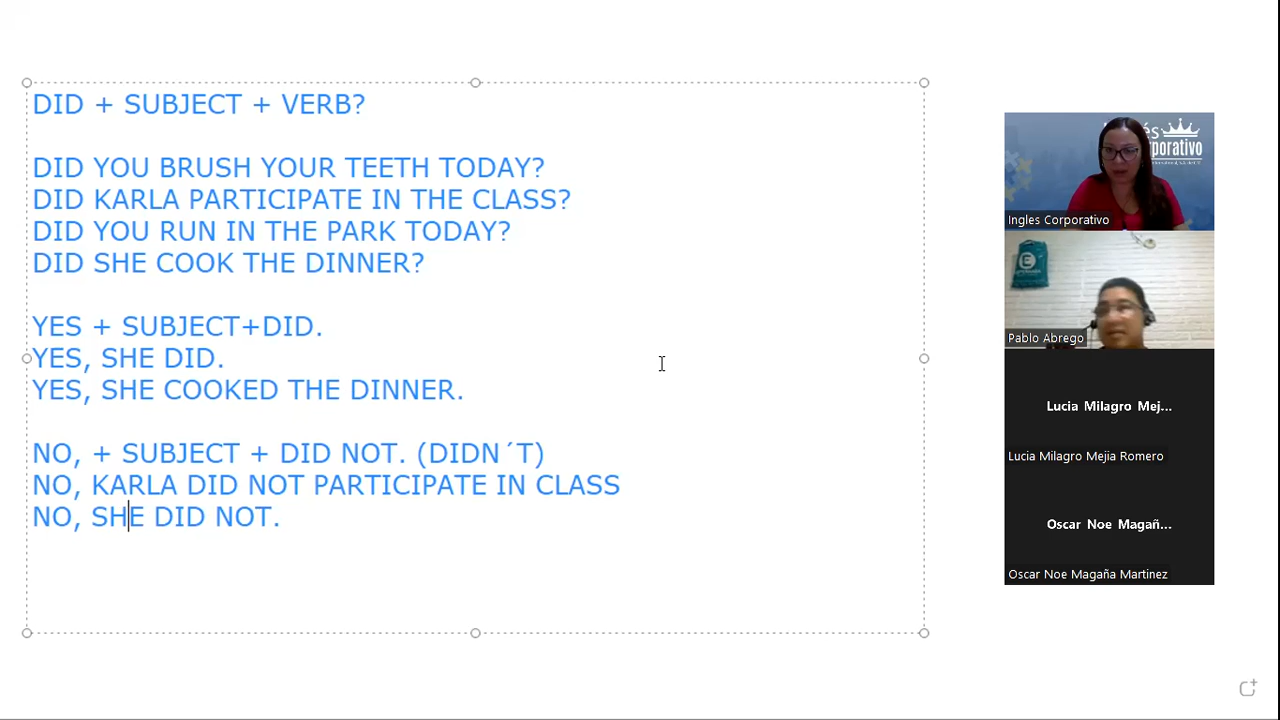 DID + SUBJECT + VERB?
DID YOU BRUSH YOUR TEETH TODAY?
DID KARLA PARTICIPATE IN THE CLASS?
DID YOU RUN IN THE PARK TODAY?
DID SHE COOK THE DINNER?
YES + SUBJECT+DID.
YES, SHE DID.
YES, SHE COOKED THE DINNER.
NO, + SUBJECT + DID NOT. (DIDN´T)
NO, KARLA DID NOT PARTICIPATE IN CLASS
NO, SHE DID NOT.
Ingles Corporativo
Pablo Abrego
Lucia Milagro Mej...
Lucia Milagro Mejia Romero
Oscar Noe Magañ...
Oscar Noe Magaña Martinez